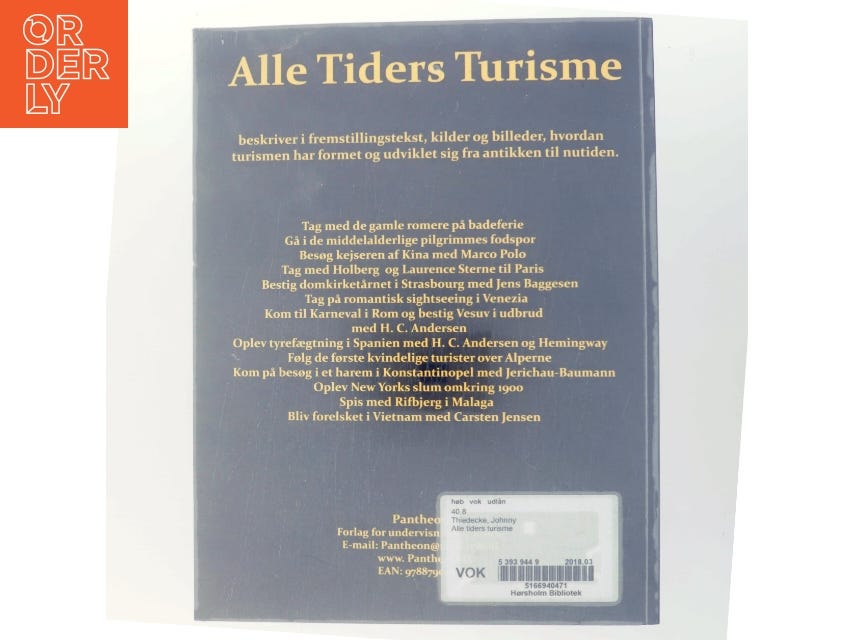 OR
DER
LY
Alle Tiders Turisme
beskriver i fremstillingstekst, kilder og billeder, hvordan
turismen har formet og udviklet sig fra antikken til nutiden.
Tag med de gamle romere på badeferie
Gå i de middelalderlige pilgrimmes fodspor
Besøg kejseren af Kina med Marco Polo
Tag med Holberg og Laurence Sterne til Paris
Bestig domkirketårnet i Strasbourg med Jens Baggesen
Tag på romantisk sightseeing i Venezia
Kom til Karneval i Rom og bestig Vesuv i udbrud
med H. C. Andersen
Oplev tyrefægtning i Spanien med H. C. Andersen og Hemingway
Følg de første kvindelige turister over Alperne
Kom på besøg i et harem i Konstantinopel med Jerichau-Baumann
Oplev New Yorks slum omkring 1900
Spis med Rifbjerg i Malaga
Bliv forelsket i Vietnam med Carsten Jensen
Pantheo
Forlag for undervisn
E-mail: Pantheon@
www. Panthe
EAN: 978879
høb vok udlån
40.8
Thiedecke, Johnny
Alle tiders turisme
5 393 944 9 2018.03
VOK
5166940471
Hørsholm Bibliotek